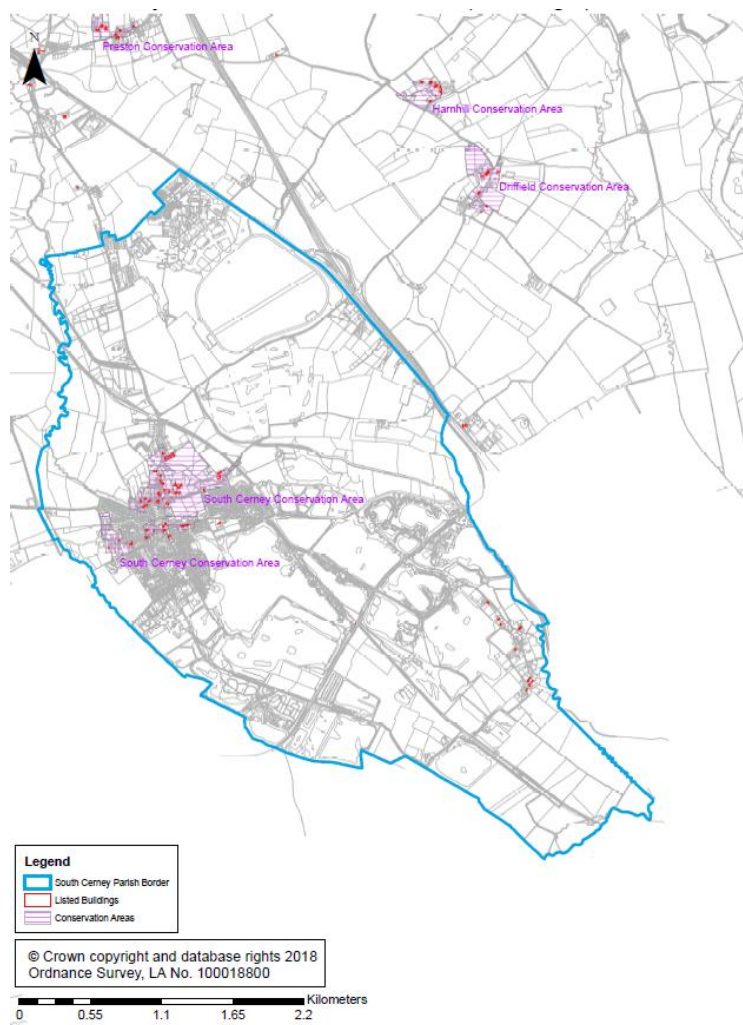 N
Preston Conservation Area
Harnhill Conservation Area
Driffield Conservation Area
South Cerney Conservation Area
South Cerney Conservation Area
Legend
South Cerney Parish Border
Listed Buildings
Conservation Areas
© Crown copyright and database rights 2018
Ordnance Survey, LA No. 100018800
Kilometers
0 0.55 1.1 1.65 2.2